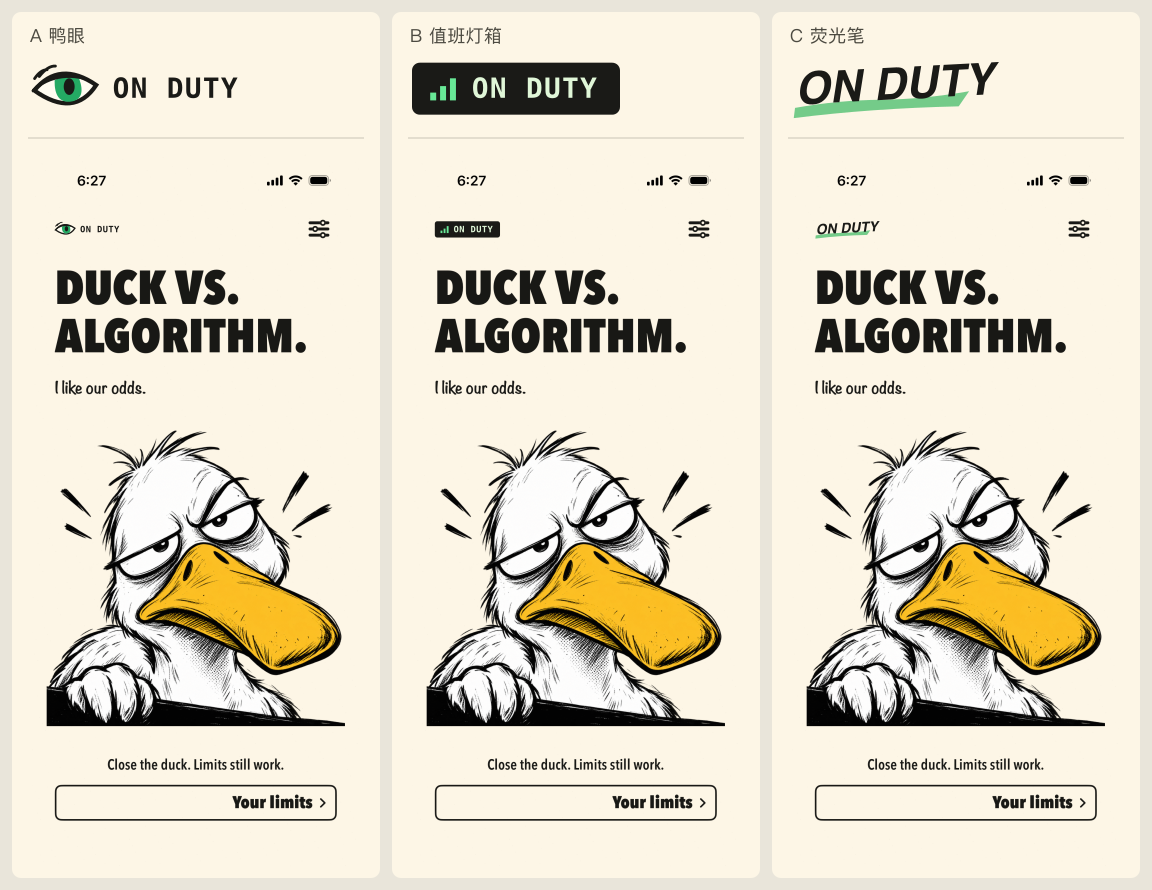 A 鸭眼
ON DUTY
6:27
ON DUTY
DUCK VS.
ALGORITHM.
I like our odds.
Close the duck. Limits still work.
Your limits
B 值班灯箱
ON DUTY
6:27
ON DUTY
DUCK VS.
ALGORITHM.
I like our odds.
Close the duck. Limits still work.
Your limits
C 荧光笔
ON DUTY
6:27
ON DUTY
DUCK VS.
ALGORITHM.
I like our odds.
Close the duck. Limits still work.
Your limits